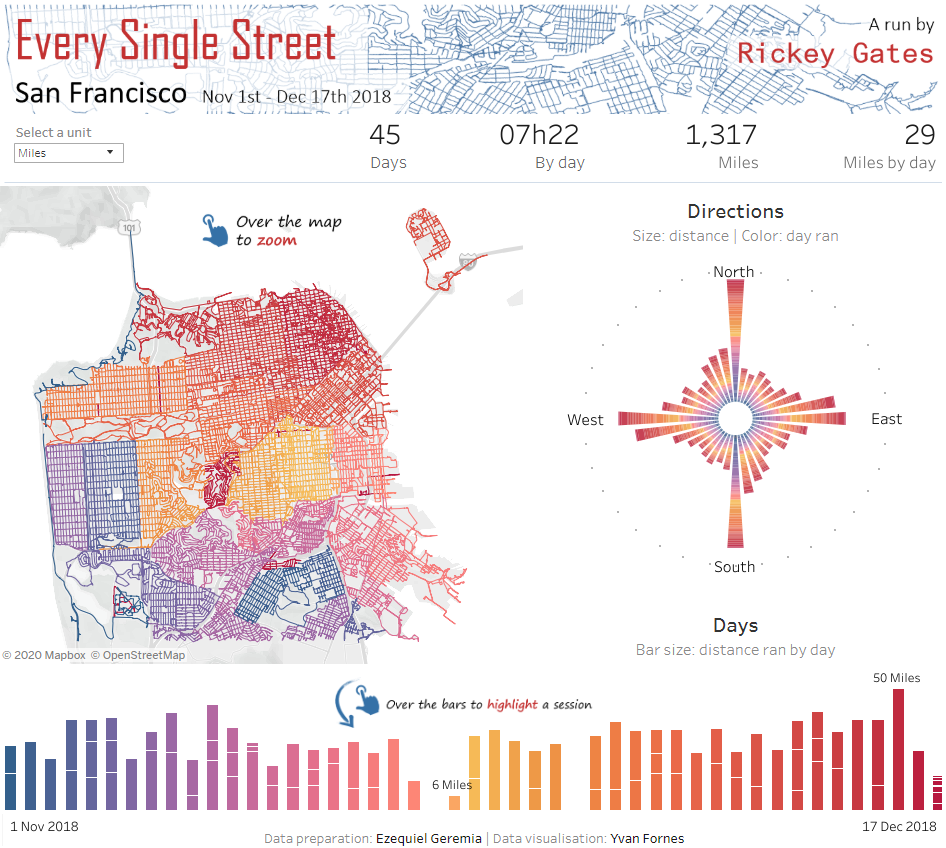 Every Single Street
A run by
Rickey Gates
San Francisco Nov 1st - Dec 17th 2018
Select a unit
Miles
45 07h22 1,317 29
Days By day Miles Miles by day
101
Over the map
to zoom
Directions
Size: distance | Color: day ran
North
West
East
South
© 2020 Mapbox © OpenStreetMap
Days
Bar size: distance ran by day
50 Miles
Over the bars to highlight a session
6 Miles
1 Nov 2018
17 Dec 2018
Data preparation: Ezequiel Geremia | Data visualisation: Yvan Fornes